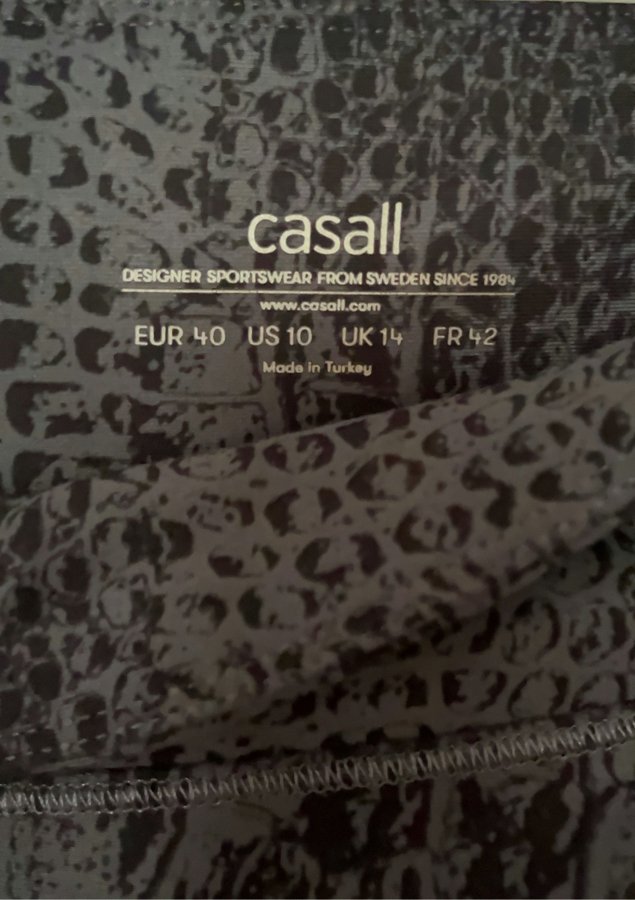 casall
DESIGNER SPORTSWEAR FROM SWEDEN SINCE 1984
www.casall.com
EUR 40 US 10 UK 14 FR 42
Made in Turkey